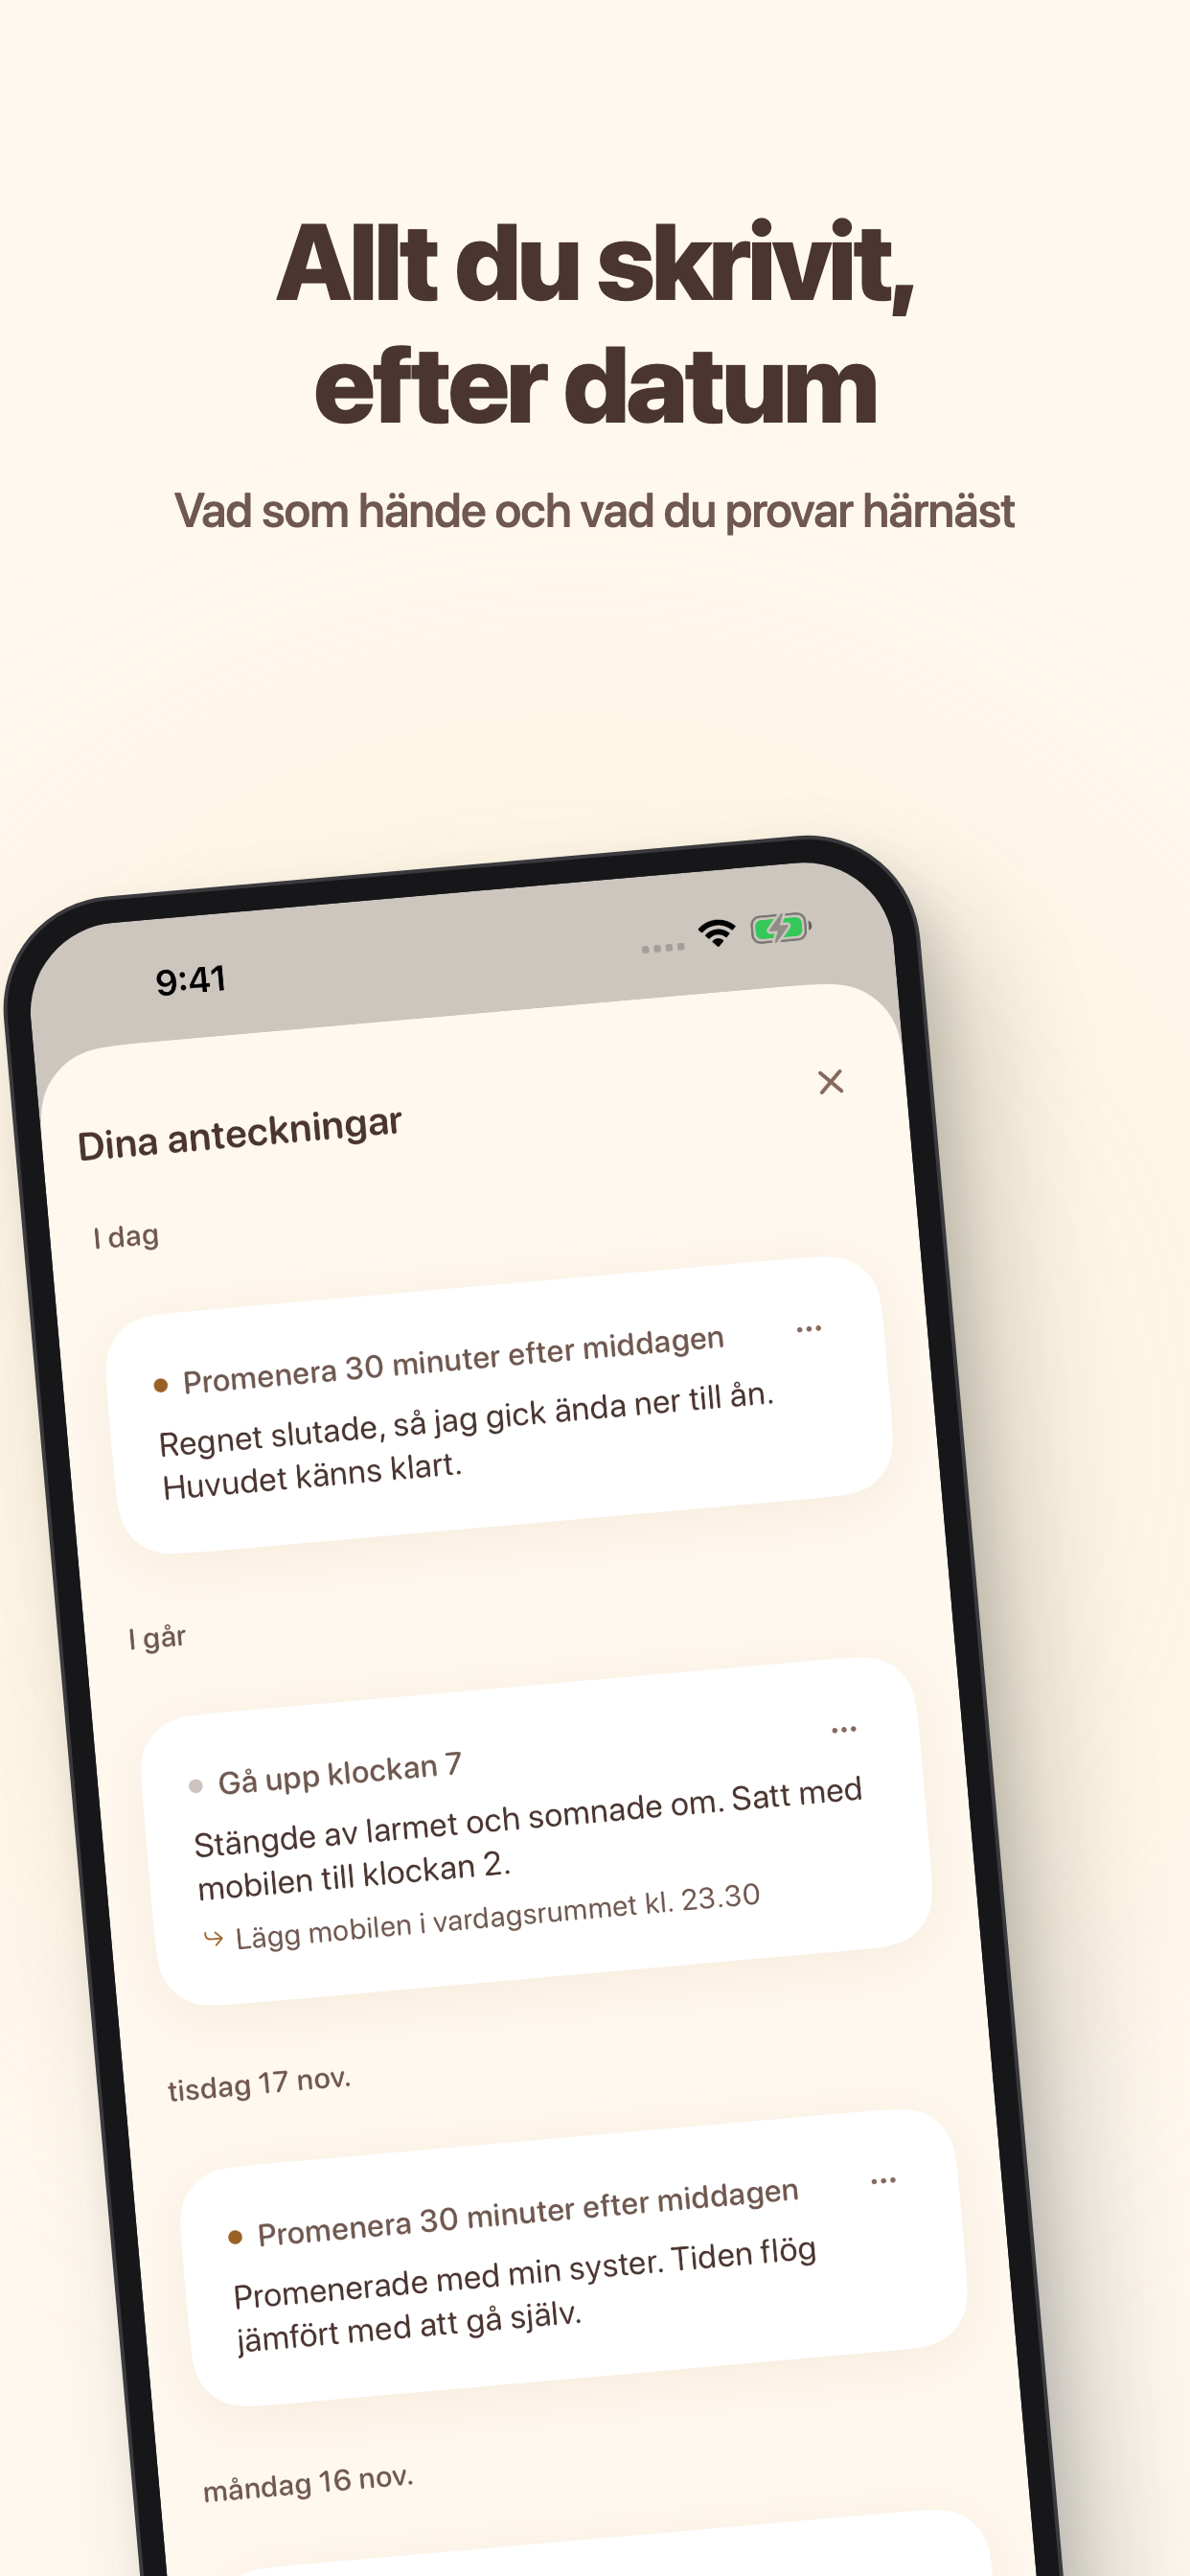 Allt du skrivit,
efter datum
Vad som hände och vad du provar härnäst
9:41
Dina anteckningar
I dag
Promenera 30 minuter efter middagen
Regnet slutade, så jag gick ända ner till ån.
Huvudet känns klart.
I går
Gå upp klockan 7
Stängde av larmet och somnade om. Satt med
mobilen till klockan 2.
Lägg mobilen i vardagsrummet kl. 23.30
tisdag 17 nov.
Promenera 30 minuter efter middagen
Promenerade med min syster. Tiden flög
jämfört med att gå själv.
måndag 16 nov.